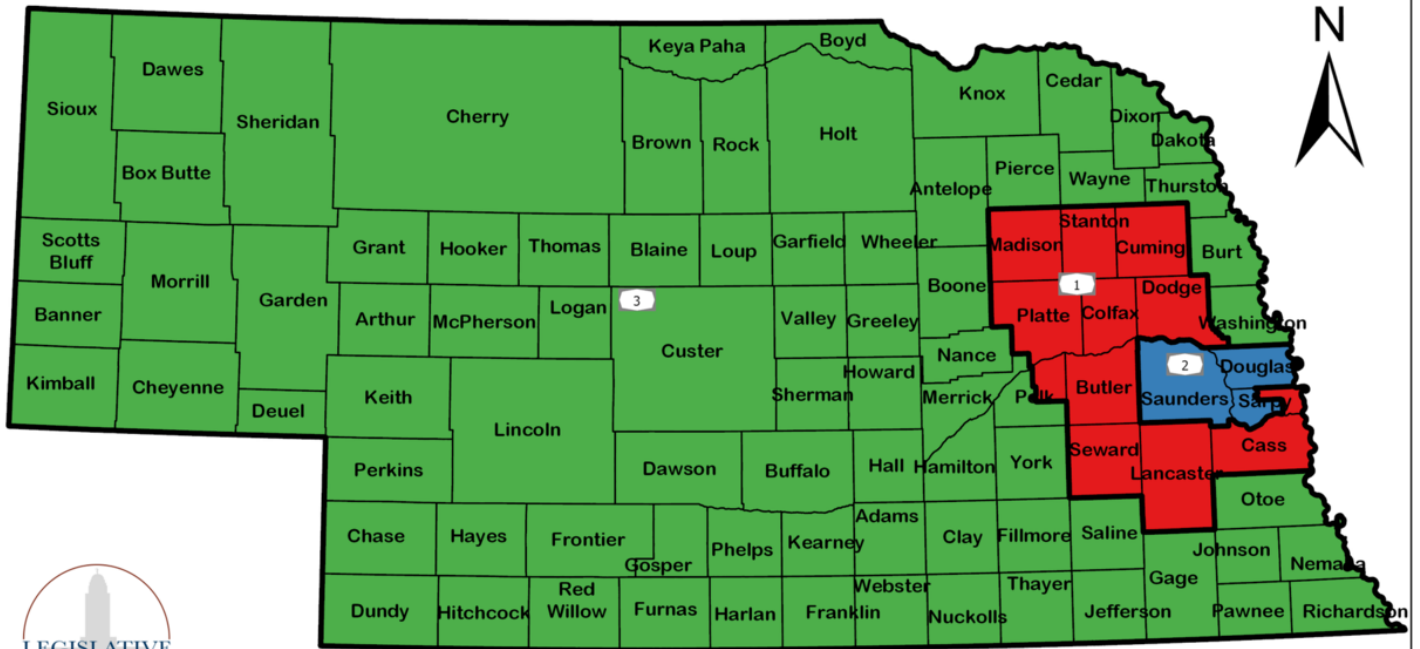 N
Keya Paha
Boyd
Dawes
Knox
Cedar
Sioux
Sheridan
Cherry
Brown
Rock
Holt
Dixon
Dakota
Box Butte
Antelope
Pierce
Wayne
Thurston
Scotts
Bluff
Grant
Hooker
Thomas
Blaine
Loup
Garfield
Wheeler
Madison
Stanton
Cuming
Burt
Morrill
Garden
Boone
1
Dodge
Banner
Arthur
McPherson
Logan
3
Valley
Greeley
Platte
Colfax
Washington
Custer
Nance
2
Douglas
Kimball
Cheyenne
Deuel
Keith
Sherman
Howard
Merrick
Polk
Butler
Saunders
Sarpy
Lincoln
Perkins
Dawson
Buffalo
Hall
Hamilton
York
Seward
Lancaster
Cass
Otoe
Chase
Hayes
Frontier
Gosper
Phelps
Kearney
Adams
Clay
Fillmore
Saline
Johnson
Nemaha
Dundy
Hitchcock
Red
Willow
Furnas
Harlan
Franklin
Webster
Nuckolls
Thayer
Jefferson
Gage
Pawnee
Richardson
LEGISLATIVE